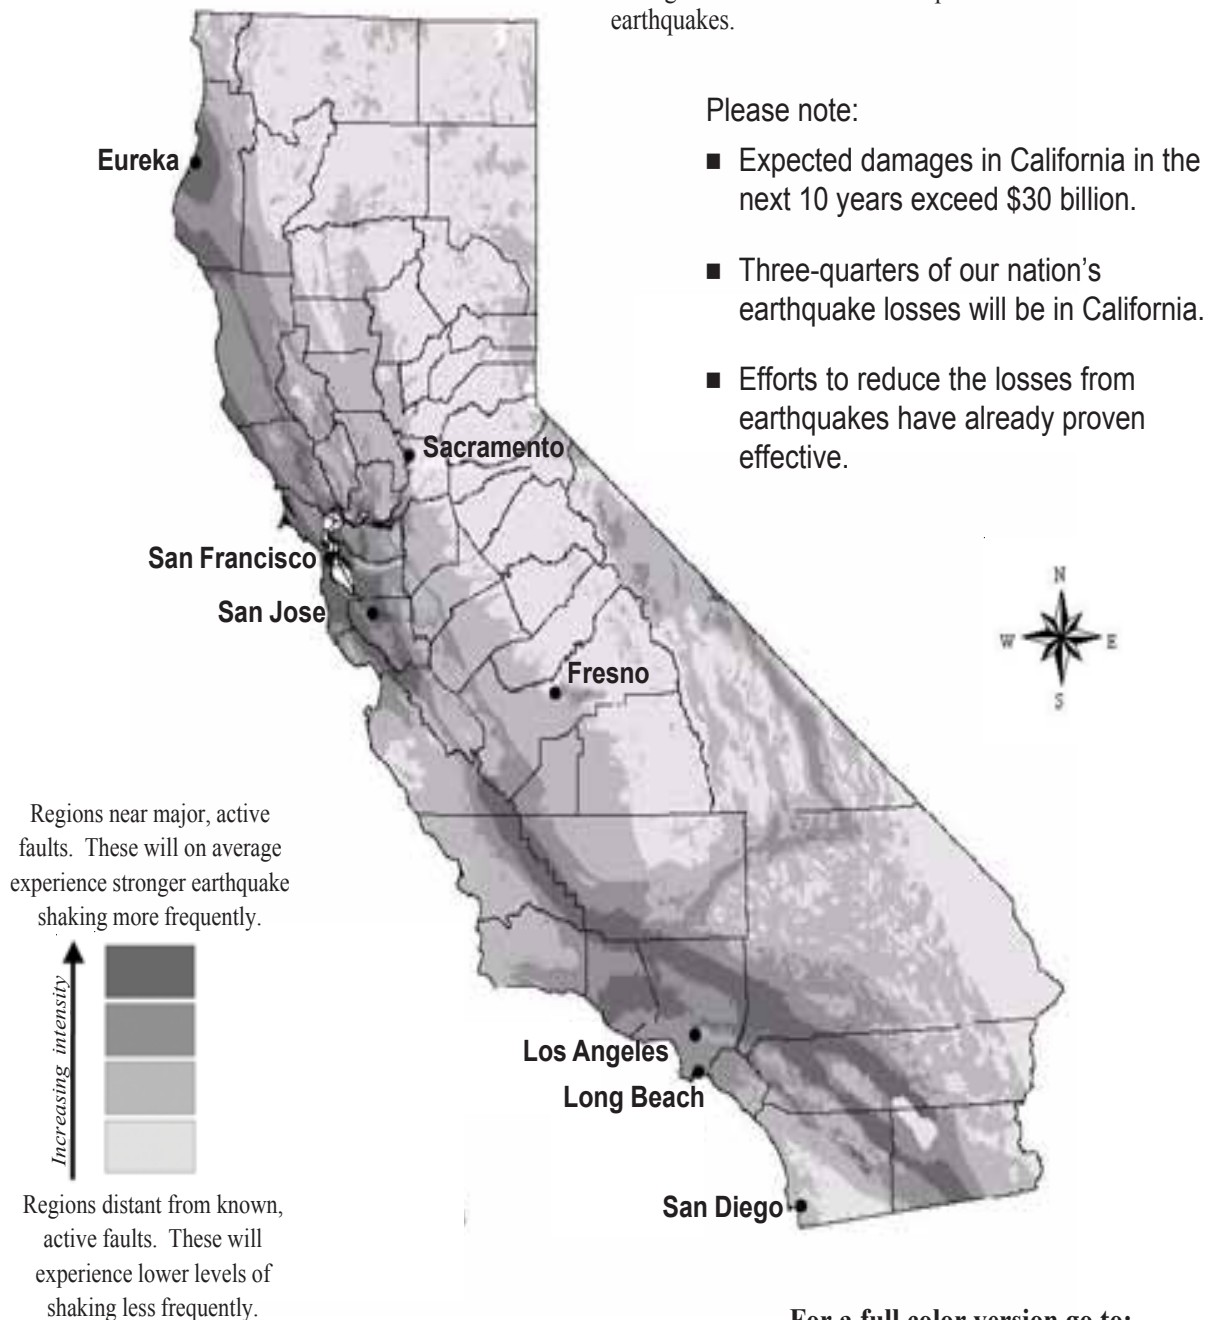 earthquakes.
Please note:
■ Expected damages in California in the
next 10 years exceed $30 billion.
■ Three-quarters of our nation's
earthquake losses will be in California.
■ Efforts to reduce the losses from
earthquakes have already proven
effective.
Eureka
Sacramento
San Francisco
San Jose
Fresno
N
W E
S
Los Angeles
Long Beach
San Diego
Regions near major, active
faults. These will on average
experience stronger earthquake
shaking more frequently.
Increasing intensity
Regions distant from known,
active faults. These will
experience lower levels of
shaking less frequently.
For a full color version go to: